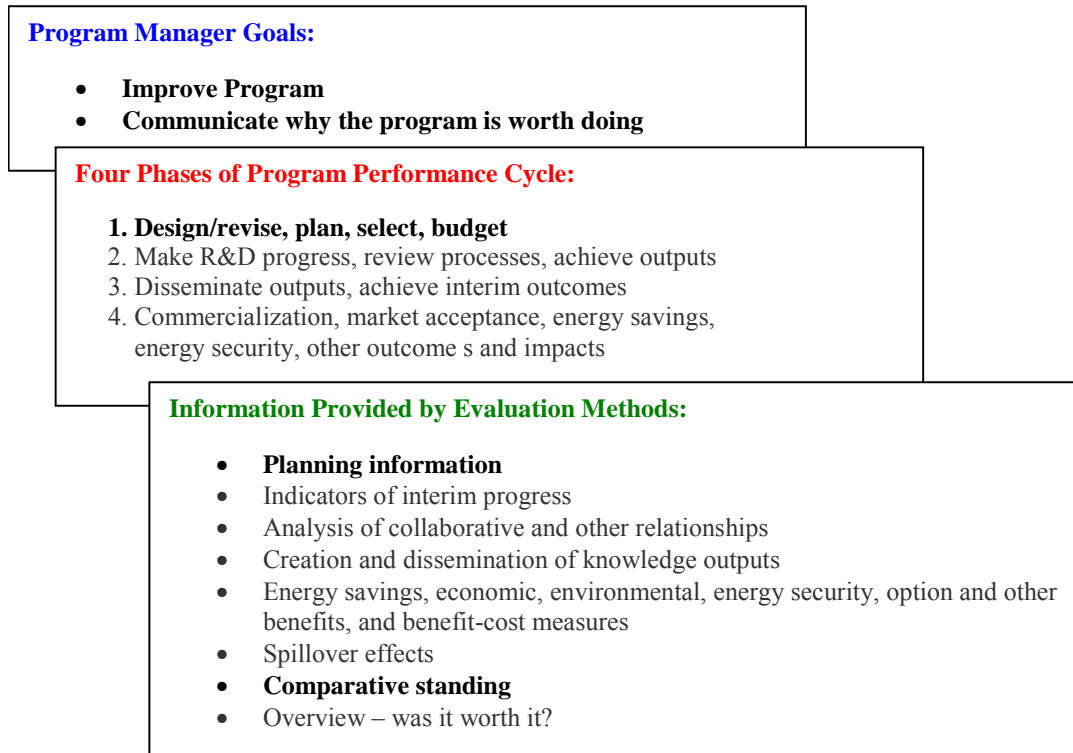 Program Manager Goals:
• Improve Program
• Communicate why the program is worth doing
Four Phases of Program Performance Cycle:
1. Design/revise, plan, select, budget
2. Make R&D progress, review processes, achieve outputs
3. Disseminate outputs, achieve interim outcomes
4. Commercialization, market acceptance, energy savings,
energy security, other outcome s and impacts
Information Provided by Evaluation Methods:
• Planning information
• Indicators of interim progress
• Analysis of collaborative and other relationships
• Creation and dissemination of knowledge outputs
• Energy savings, economic, environmental, energy security, option and other
benefits, and benefit-cost measures
• Spillover effects
• Comparative standing
• Overview – was it worth it?